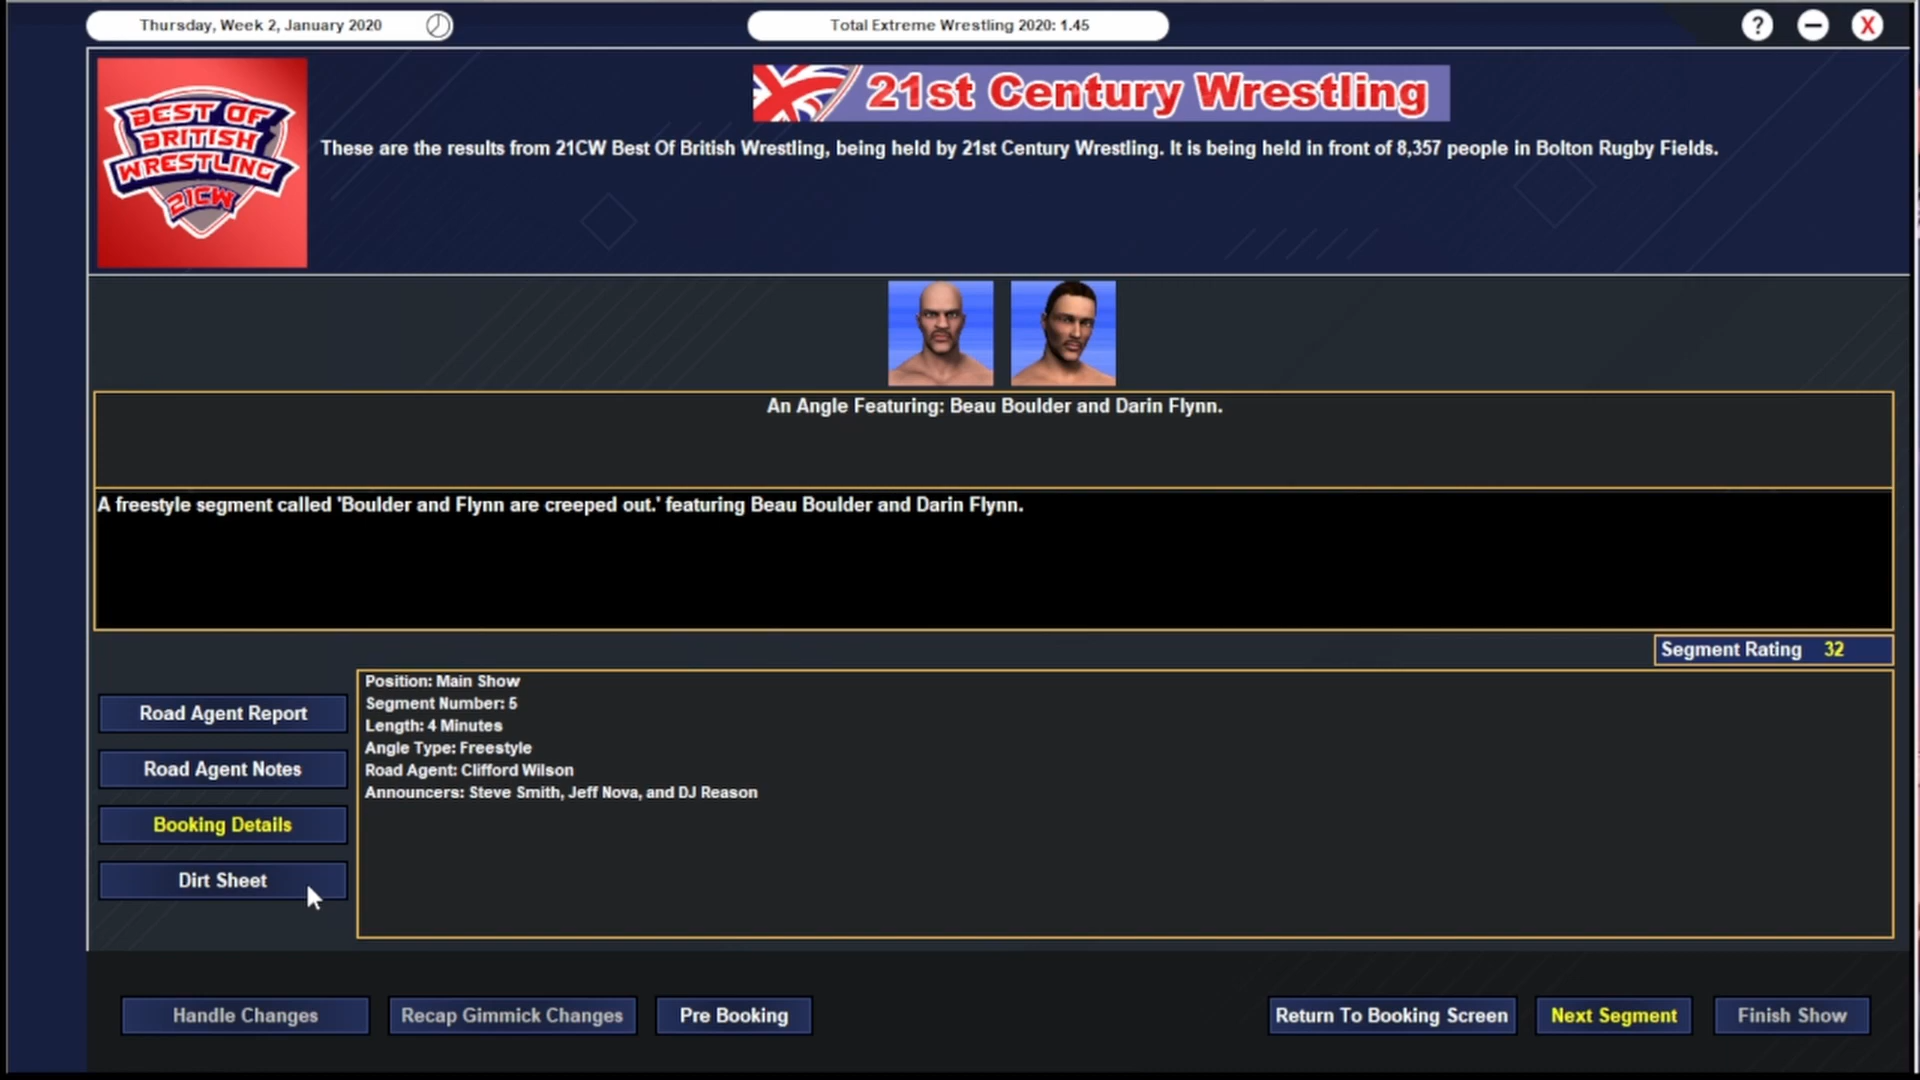 Thursday, Week 2, January 2020
Total Extreme Wrestling 2020: 1.45
?
X
BEST OF
BRITISH
WRESTLING
21CW
21st Century Wrestling
These are the results from 21CW Best Of British Wrestling, being held by 21st Century Wrestling. It is being held in front of 8,357 people in Bolton Rugby Fields.
An Angle Featuring: Beau Boulder and Darin Flynn.
A freestyle segment called 'Boulder and Flynn are creeped out.' featuring Beau Boulder and Darin Flynn.
Segment Rating 32
Road Agent Report
Road Agent Notes
Booking Details
Dirt Sheet
Position: Main Show
Segment Number: 5
Length: 4 Minutes
Angle Type: Freestyle
Road Agent: Clifford Wilson
Announcers: Steve Smith, Jeff Nova, and DJ Reason
Handle Changes
Recap Gimmick Changes
Pre Booking
Return To Booking Screen
Next Segment
Finish Show